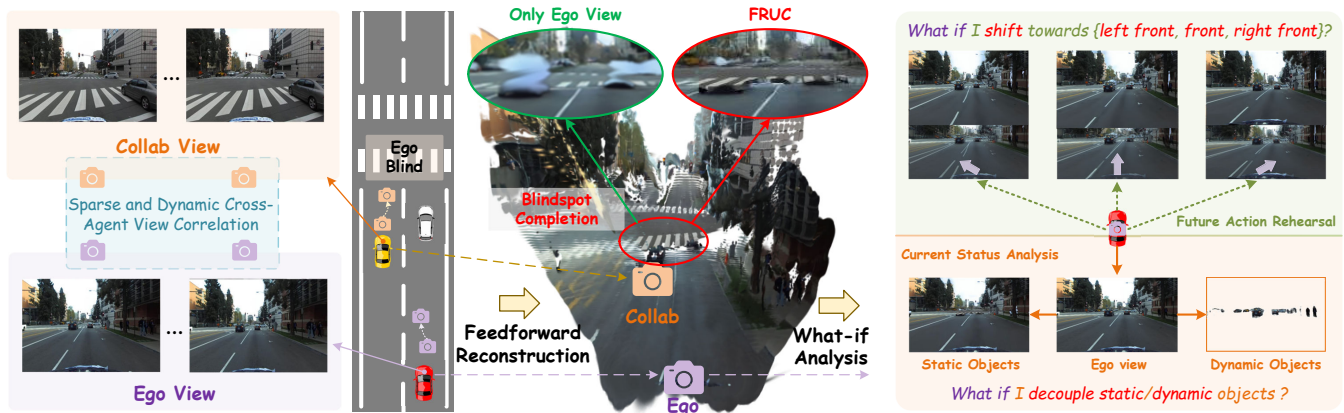 ...
Collab View
Sparse and Dynamic Cross-
Agent View Correlation
...
Ego View
Ego
Blind
Only Ego View
FRUC
Blindspot
Completion
Collab
Ego
Feedforward
Reconstruction
What-if
Analysis
What if I shift towards {left front, front, right front}?
Future Action Rehearsal
Current Status Analysis
Static Objects
Ego view
Dynamic Objects
What if I decouple static/dynamic objects ?